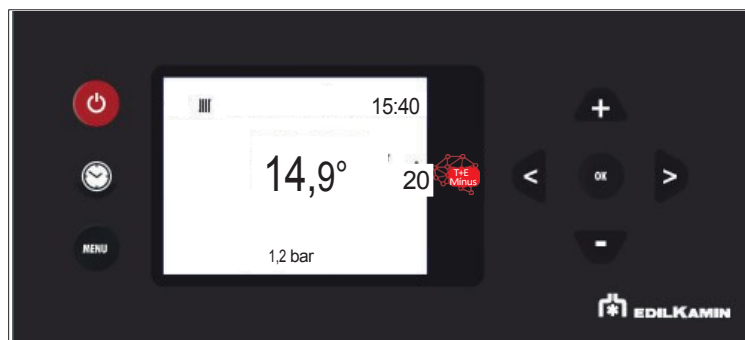 15:40
14,9°
20
T+E
Minus
1,2 bar
MENU
+
<
OK
>
-
EDILKAMIN